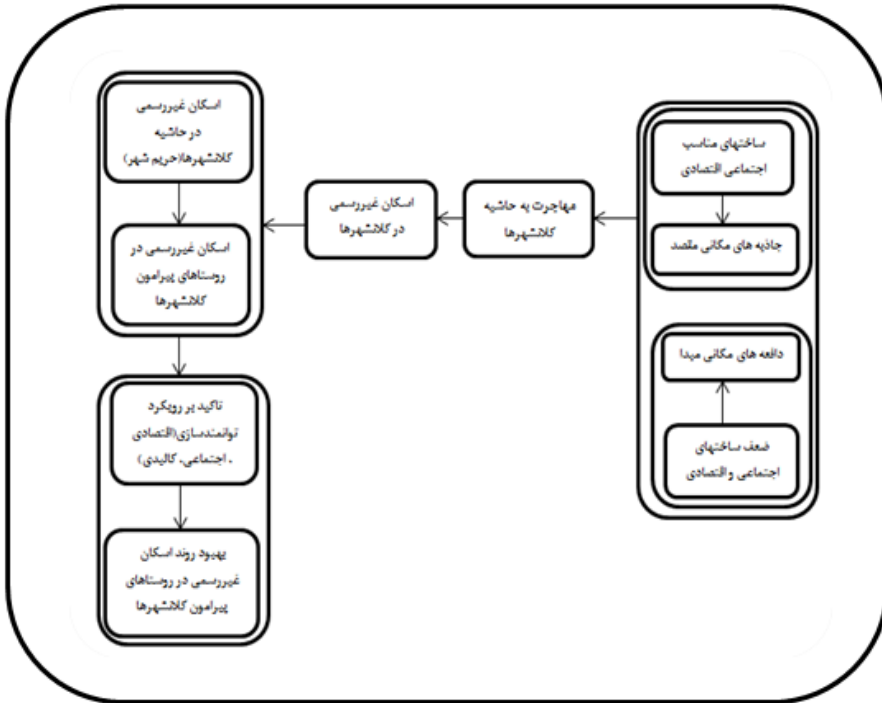 ساختهای مناسب
اجتماعی اقتصادی
جاذبه های مکانی مقصد
دافعه های مکانی مبدا
ضعف ساختهای
اجتماعی و اقتصادی
مهاجرت به حاشیه
کلانشهرها
اسکان غیررسمی
در کلانشهرها
اسکان غیررسمی
در حاشیه
کلانشهرها(حریم شهر)
اسکان غیررسمی در
روستاهای پیرامون
کلانشهرها
تاکید بر رویکرد
توانمندسازی(اقتصادی
، اجتماعی، کالبدی)
بهبود روند اسکان
غیررسمی در روستاهای
پیرامون کلانشهرها